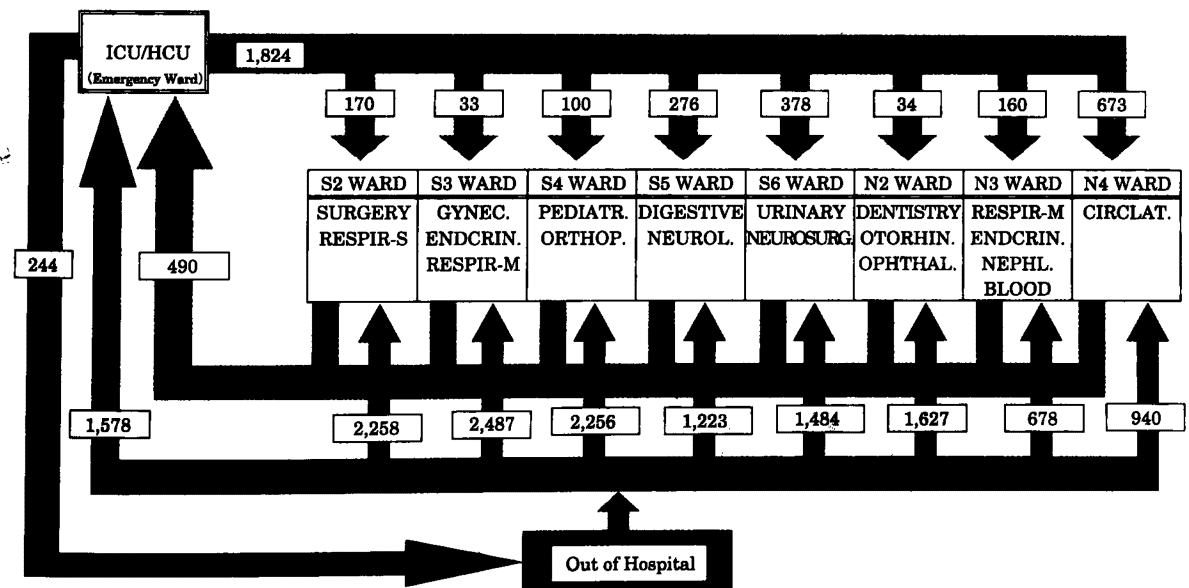 ICU/HCU
(Emergency Ward)
1,824
170
33
100
276
378
34
160
673
S2 WARD
S3 WARD
S4 WARD
S5 WARD
S6 WARD
N2 WARD
N3 WARD
N4 WARD
SURGERY
RESPIR-S
GYNEC.
ENDCRIN.
RESPIR-M
PEDIATR.
ORTHOP.
DIGESTIVE
NEUROL.
URINARY
NEUROSURG.
DENTISTRY
OTORHIN.
OPHTHAL.
RESPIR-M
ENDCRIN.
NEPHL.
BLOOD
CIRCLAT.
244
490
1,578
2,258
2,487
2,256
1,223
1,484
1,627
678
940
Out of Hospital